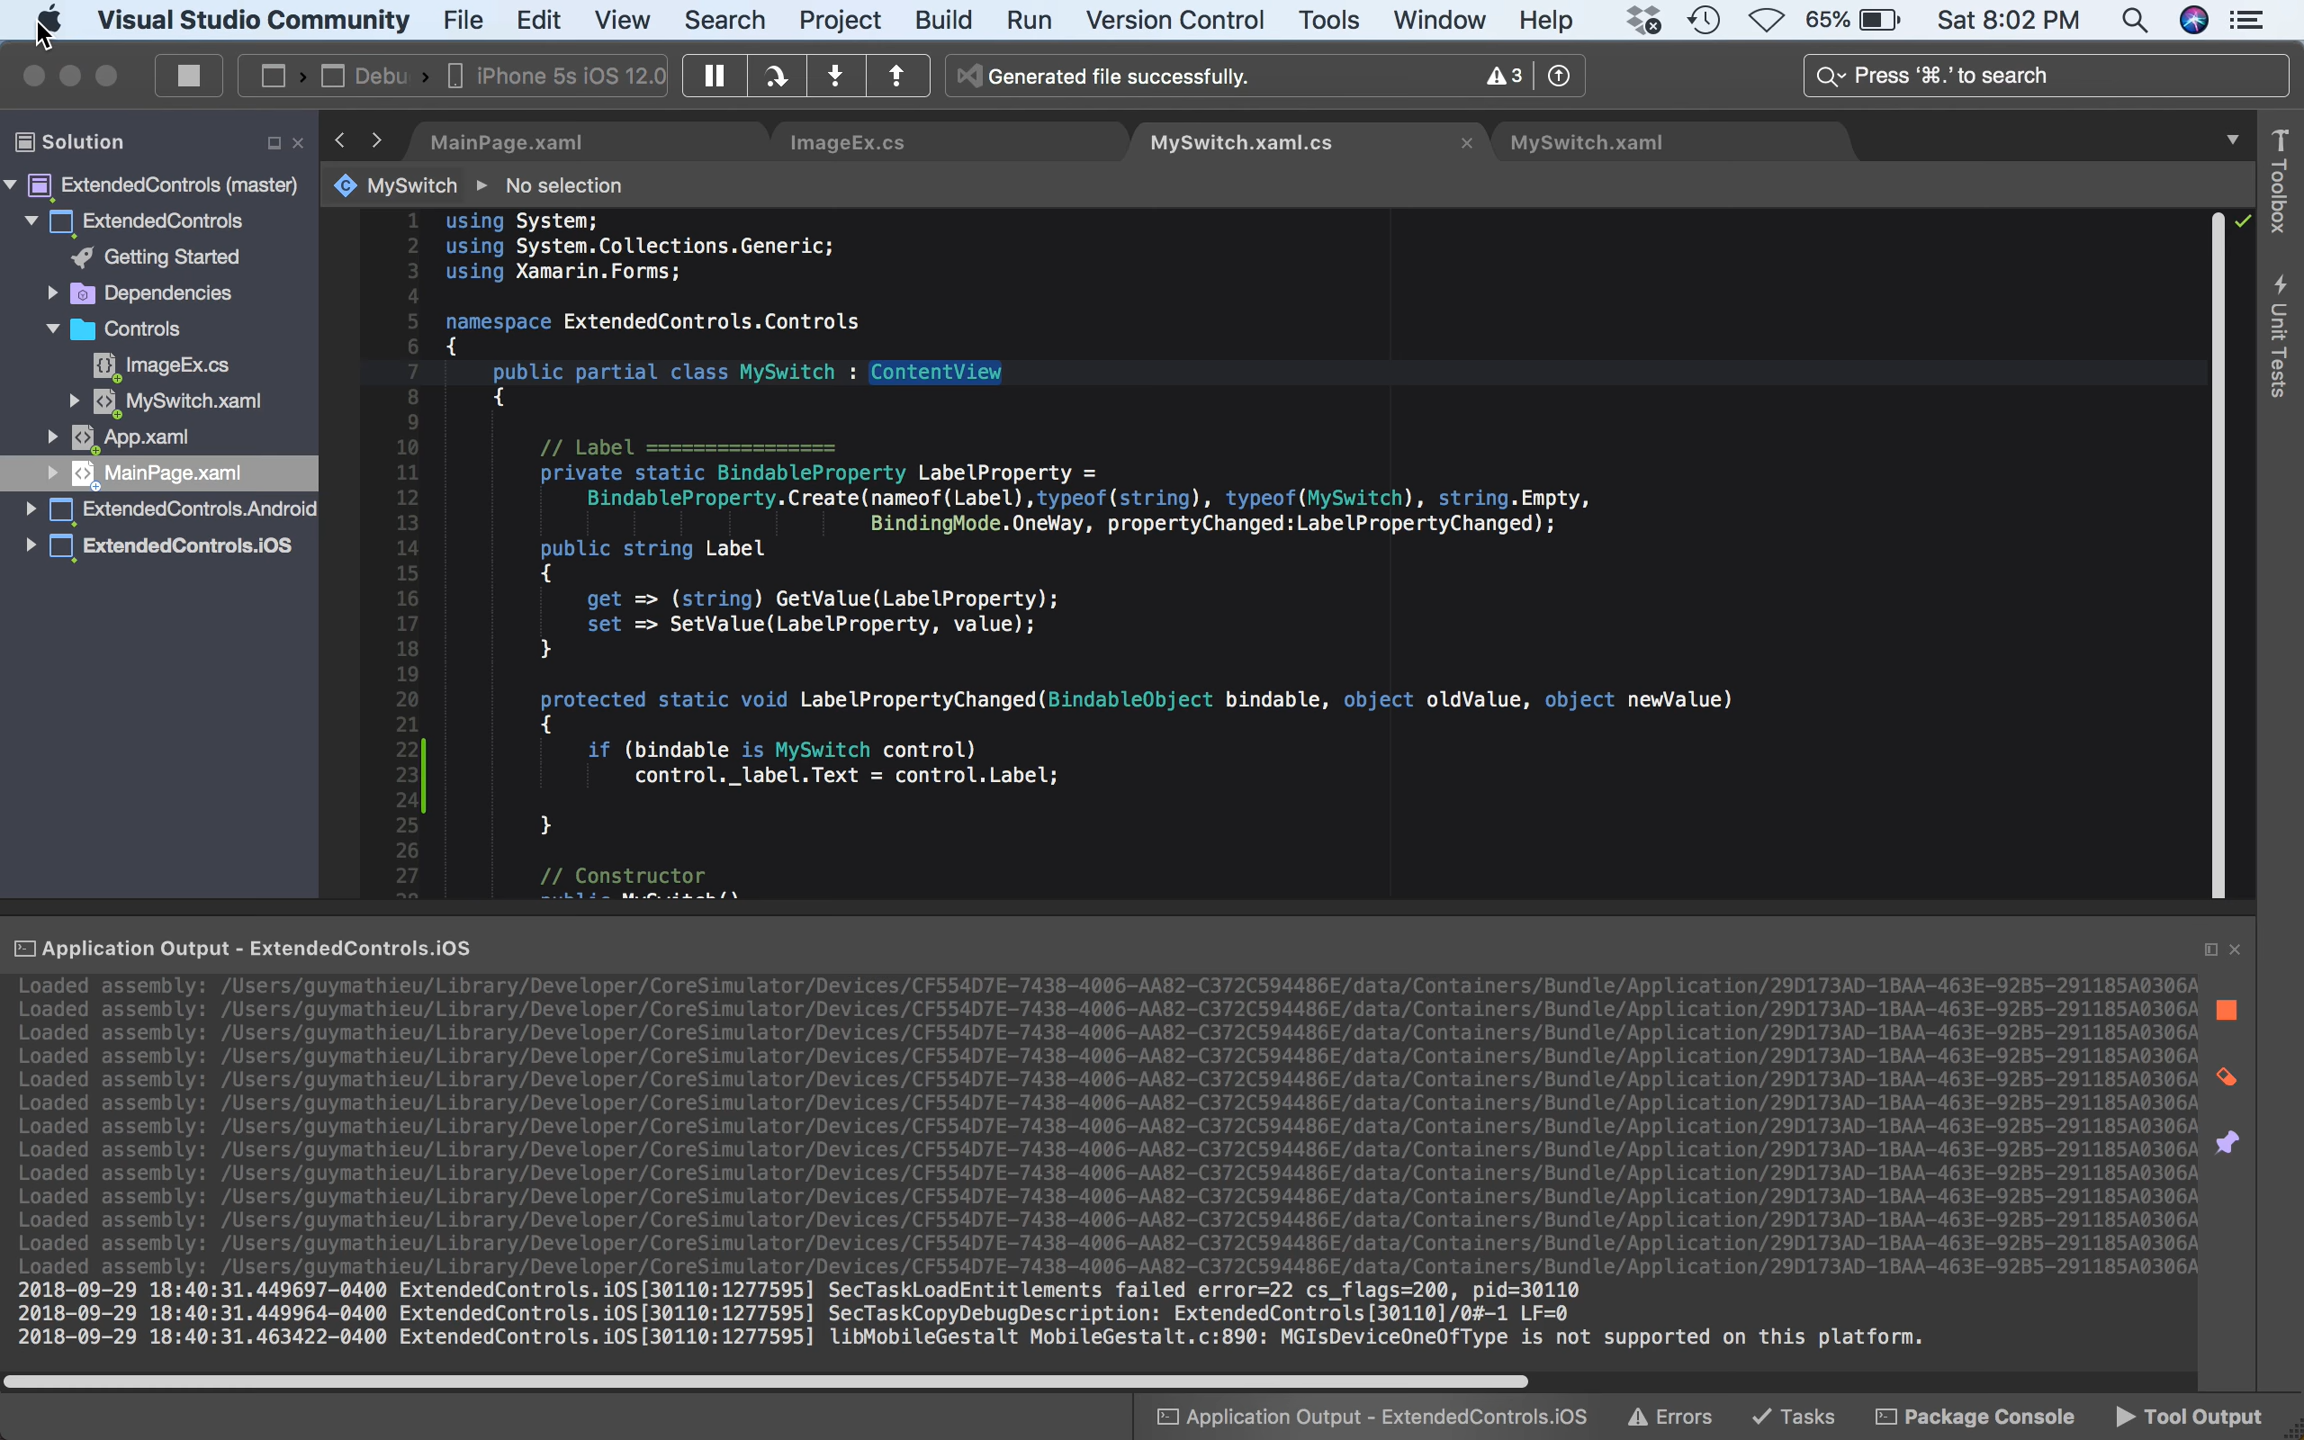 Visual Studio Community File Edit View Search Project Build Run Version Control Tools Window Help 65% Sat 8:02 PM
Debu iPhone 5s iOS 12.0 Generated file successfully. 3 Press ‘⌘.’ to search
Solution
ExtendedControls (master)
ExtendedControls
Getting Started
Dependencies
Controls
ImageEx.cs
MySwitch.xaml
App.xaml
MainPage.xaml
ExtendedControls.Android
ExtendedControls.iOS
MainPage.xaml ImageEx.cs MySwitch.xaml.cs MySwitch.xaml
MySwitch No selection
1 using System;
2 using System.Collections.Generic;
3 using Xamarin.Forms;
4
5 namespace ExtendedControls.Controls
6 {
7 public partial class MySwitch : ContentView
8 {
9
10 // Label ================
11 private static BindableProperty LabelProperty =
12 BindableProperty.Create(nameof(Label),typeof(string), typeof(MySwitch), string.Empty,
13 BindingMode.OneWay, propertyChanged:LabelPropertyChanged);
14 public string Label
15 {
16 get => (string) GetValue(LabelProperty);
17 set => SetValue(LabelProperty, value);
18 }
19
20 protected static void LabelPropertyChanged(BindableObject bindable, object oldValue, object newValue)
21 {
22 if (bindable is MySwitch control)
23 control._label.Text = control.Label;
24
25 }
26
27 // Constructor
28 public MySwitch()
Toolbox
Unit Tests
Application Output - ExtendedControls.iOS
Loaded assembly: /Users/guymathieu/Library/Developer/CoreSimulator/Devices/CF554D7E-7438-4006-AA82-C372C594486E/data/Containers/Bundle/Application/29D173AD-1BAA-463E-92B5-291185A0306A
Loaded assembly: /Users/guymathieu/Library/Developer/CoreSimulator/Devices/CF554D7E-7438-4006-AA82-C372C594486E/data/Containers/Bundle/Application/29D173AD-1BAA-463E-92B5-291185A0306A
Loaded assembly: /Users/guymathieu/Library/Developer/CoreSimulator/Devices/CF554D7E-7438-4006-AA82-C372C594486E/data/Containers/Bundle/Application/29D173AD-1BAA-463E-92B5-291185A0306A
Loaded assembly: /Users/guymathieu/Library/Developer/CoreSimulator/Devices/CF554D7E-7438-4006-AA82-C372C594486E/data/Containers/Bundle/Application/29D173AD-1BAA-463E-92B5-291185A0306A
Loaded assembly: /Users/guymathieu/Library/Developer/CoreSimulator/Devices/CF554D7E-7438-4006-AA82-C372C594486E/data/Containers/Bundle/Application/29D173AD-1BAA-463E-92B5-291185A0306A
Loaded assembly: /Users/guymathieu/Library/Developer/CoreSimulator/Devices/CF554D7E-7438-4006-AA82-C372C594486E/data/Containers/Bundle/Application/29D173AD-1BAA-463E-92B5-291185A0306A
Loaded assembly: /Users/guymathieu/Library/Developer/CoreSimulator/Devices/CF554D7E-7438-4006-AA82-C372C594486E/data/Containers/Bundle/Application/29D173AD-1BAA-463E-92B5-291185A0306A
Loaded assembly: /Users/guymathieu/Library/Developer/CoreSimulator/Devices/CF554D7E-7438-4006-AA82-C372C594486E/data/Containers/Bundle/Application/29D173AD-1BAA-463E-92B5-291185A0306A
Loaded assembly: /Users/guymathieu/Library/Developer/CoreSimulator/Devices/CF554D7E-7438-4006-AA82-C372C594486E/data/Containers/Bundle/Application/29D173AD-1BAA-463E-92B5-291185A0306A
Loaded assembly: /Users/guymathieu/Library/Developer/CoreSimulator/Devices/CF554D7E-7438-4006-AA82-C372C594486E/data/Containers/Bundle/Application/29D173AD-1BAA-463E-92B5-291185A0306A
Loaded assembly: /Users/guymathieu/Library/Developer/CoreSimulator/Devices/CF554D7E-7438-4006-AA82-C372C594486E/data/Containers/Bundle/Application/29D173AD-1BAA-463E-92B5-291185A0306A
Loaded assembly: /Users/guymathieu/Library/Developer/CoreSimulator/Devices/CF554D7E-7438-4006-AA82-C372C594486E/data/Containers/Bundle/Application/29D173AD-1BAA-463E-92B5-291185A0306A
Loaded assembly: /Users/guymathieu/Library/Developer/CoreSimulator/Devices/CF554D7E-7438-4006-AA82-C372C594486E/data/Containers/Bundle/Application/29D173AD-1BAA-463E-92B5-291185A0306A
2018-09-29 18:40:31.449697-0400 ExtendedControls.iOS[30110:1277595] SecTaskLoadEntitlements failed error=22 cs_flags=200, pid=30110
2018-09-29 18:40:31.449964-0400 ExtendedControls.iOS[30110:1277595] SecTaskCopyDebugDescription: ExtendedControls[30110]/0#-1 LF=0
2018-09-29 18:40:31.463422-0400 ExtendedControls.iOS[30110:1277595] libMobileGestalt MobileGestalt.c:890: MGIsDeviceOneOfType is not supported on this platform.
Application Output - ExtendedControls.iOS Errors Tasks Package Console Tool Output